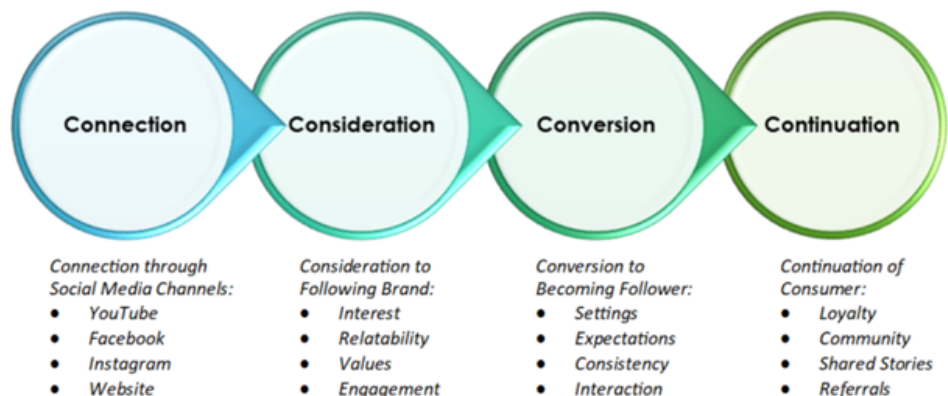 Connection
Consideration
Conversion
Continuation
Connection through
Social Media Channels:
● YouTube
● Facebook
● Instagram
● Website
Consideration to
Following Brand:
● Interest
● Relatability
● Values
● Engagement
Conversion to
Becoming Follower:
● Settings
● Expectations
● Consistency
● Interaction
Continuation of
Consumer:
● Loyalty
● Community
● Shared Stories
● Referrals